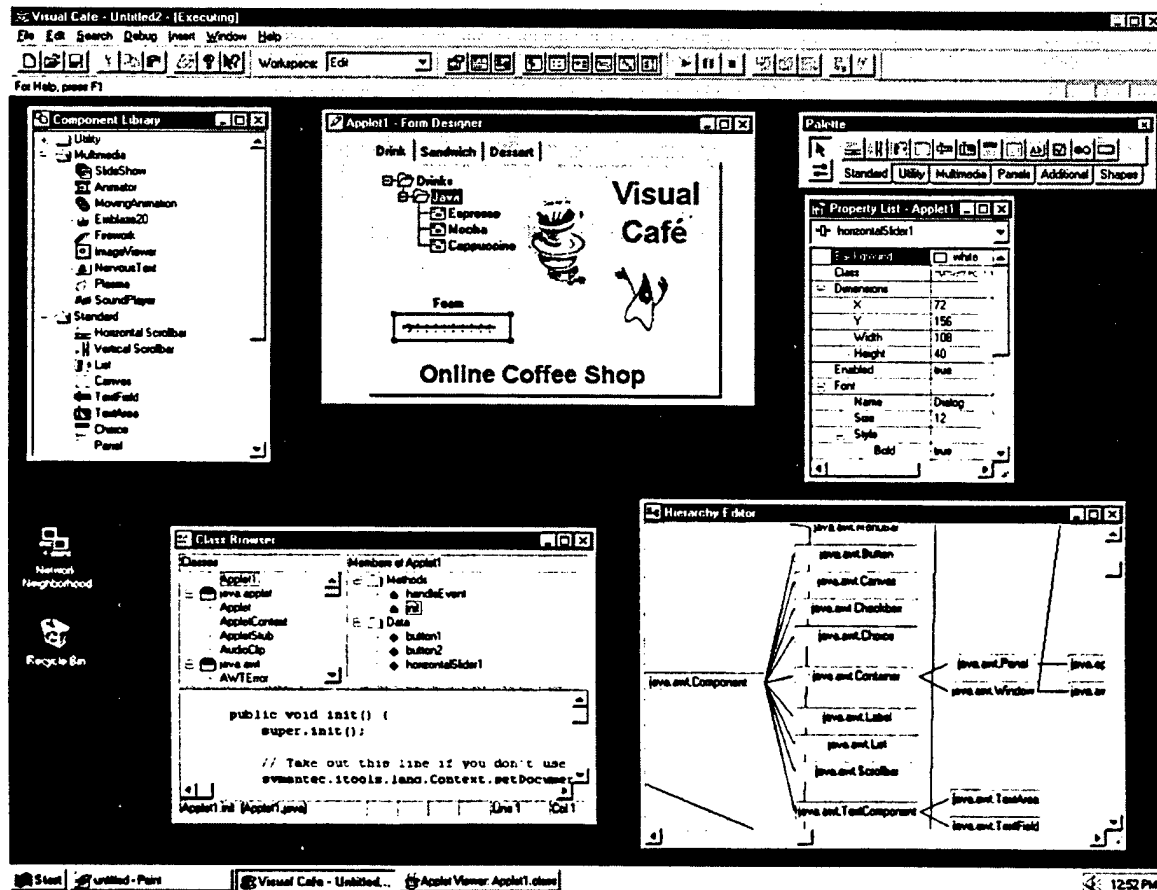 Visual Cafe - Untitled2 - [Executing]
File Edit Search Debug Insert Window Help
Workspace: Edit
For Help, press F1
Component Library
Utility
Multimedia
SlideShow
Animator
MovingAnimation
Emblaze20
Firework
ImageViewer
NervousText
Plasma
SoundPlayer
Standard
Horizontal Scrollbar
Vertical Scrollbar
List
Canvas
TextField
TextArea
Choice
Panel
Applet1 - Form Designer
Drink Sandwich Dessert
Drinks
Java
Espresso
Mocha
Cappuccino
Visual
Café
Foam
Online Coffee Shop
Palette
Standard Utility Multimedia Panels Additional Shapes
Property List - Applet1
horizontalSlider1
Background white
Class
Dimensions
X 72
Y 156
Width 108
Height 40
Enabled true
Font
Name Dialog
Size 12
Style
Bold true
Network
Neighborhood
Recycle Bin
Class Browser
Classes
Applet1
java.applet
Applet
AppletContext
AppletStub
AudioClip
java.awt
AWTError
Members of Applet1
Methods
handleEvent
init
Data
button1
button2
horizontalSlider1
public void init() {
super.init();
// Take out this line if you don't use
symantec.itools.lang.Context.setDocumen
Applet1.init (Applet1.java) Line 1 Col 1
Hierarchy Editor
java.awt.MenuBar
java.awt.Button
java.awt.Canvas
java.awt.Checkbox
java.awt.Choice
java.awt.Component
java.awt.Container
java.awt.Panel
java.ap
java.awt.Window
java.aw
java.awt.Label
java.awt.List
java.awt.Scrollbar
java.awt.TextComponent
java.awt.TextArea
java.awt.TextField
Start untitled - Paint Visual Cafe - Untitled... Applet Viewer: Applet1.class 12:52 PM